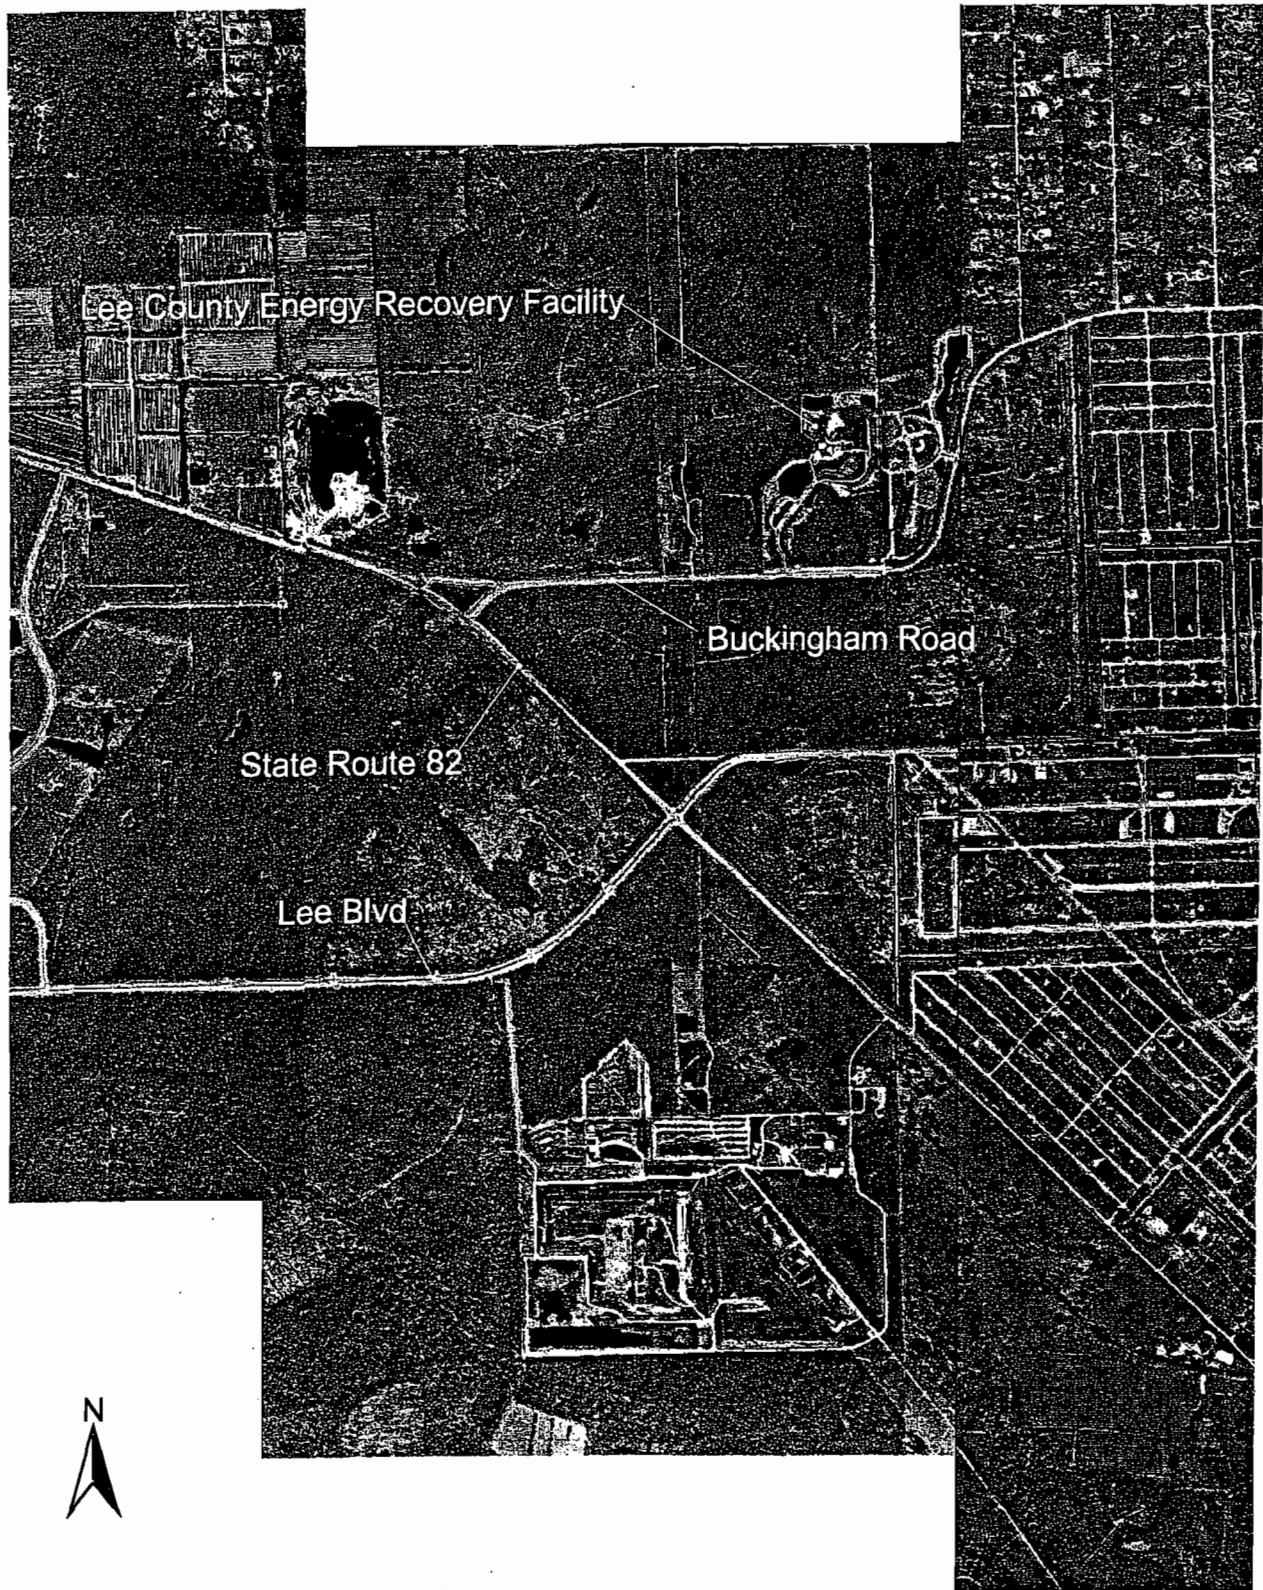 Lee County Energy Recovery Facility
Buckingham Road
State Route 82
Lee Blvd
N